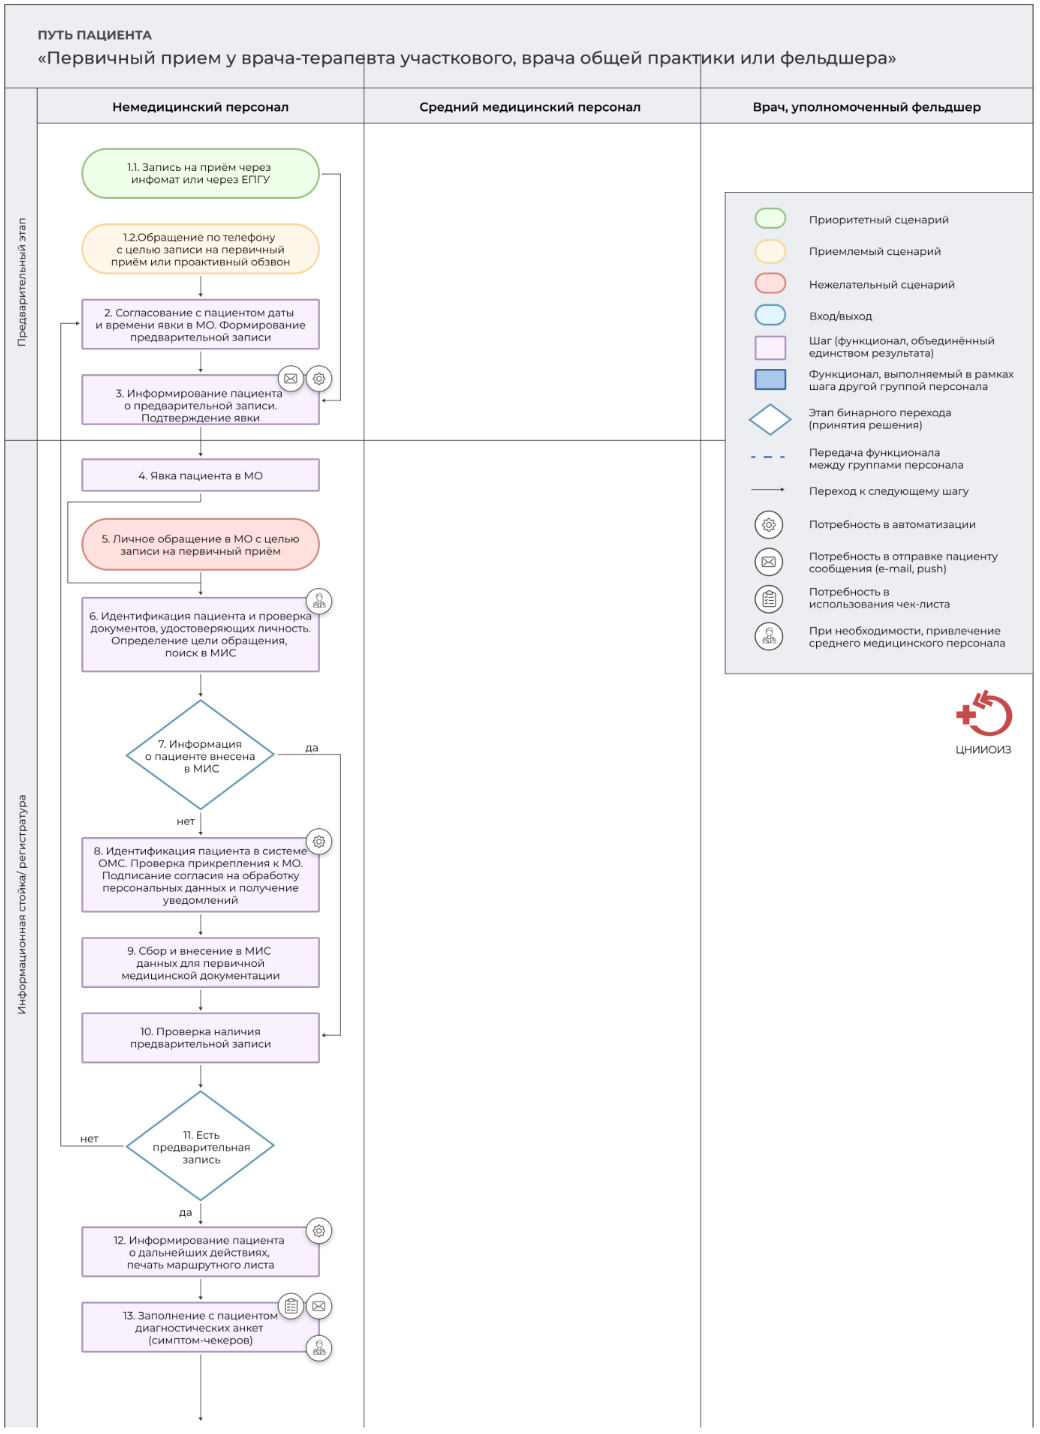 ПУТЬ ПАЦИЕНТА
«Первичный прием у врача-терапевта участкового, врача общей практики или фельдшера»
Немедицинский персонал
Средний медицинский персонал
Врач, уполномоченный фельдшер
Предварительный этап
1.1. Запись на приём через
инфомат или через ЕПГУ
1.2.Обращение по телефону
с целью записи на первичный
приём или проактивный обзвон
2. Согласование с пациентом даты
и времени явки в МО. Формирование
предварительной записи
3. Информирование пациента
о предварительной записи.
Подтверждение явки
Информационная стойка/ регистратура
4. Явка пациента в МО
5. Личное обращение в МО с целью
записи на первичный приём
6. Идентификация пациента и проверка
документов, удостоверяющих личность.
Определение цели обращения,
поиск в МИС
7. Информация
о пациенте внесена
в МИС
да
нет
8. Идентификация пациента в системе
ОМС. Проверка прикрепления к МО.
Подписание согласия на обработку
персональных данных и получение
уведомлений
9. Сбор и внесение в МИС
данных для первичной
медицинской документации
10. Проверка наличия
предварительной записи
11. Есть
предварительная
запись
нет
да
12. Информирование пациента
о дальнейших действиях,
печать маршрутного листа
13. Заполнение с пациентом
диагностических анкет
(симптом-чекеров)
Приоритетный сценарий
Приемлемый сценарий
Нежелательный сценарий
Вход/выход
Шаг (функционал, объединённый
единством результата)
Функционал, выполняемый в рамках
шага другой группой персонала
Этап бинарного перехода
(принятия решения)
Передача функционала
между группами персонала
Переход к следующему шагу
Потребность в автоматизации
Потребность в отправке пациенту
сообщения (e-mail, push)
Потребность в
использования чек-листа
При необходимости, привлечение
среднего медицинского персонала
ЦНИИОИЗ